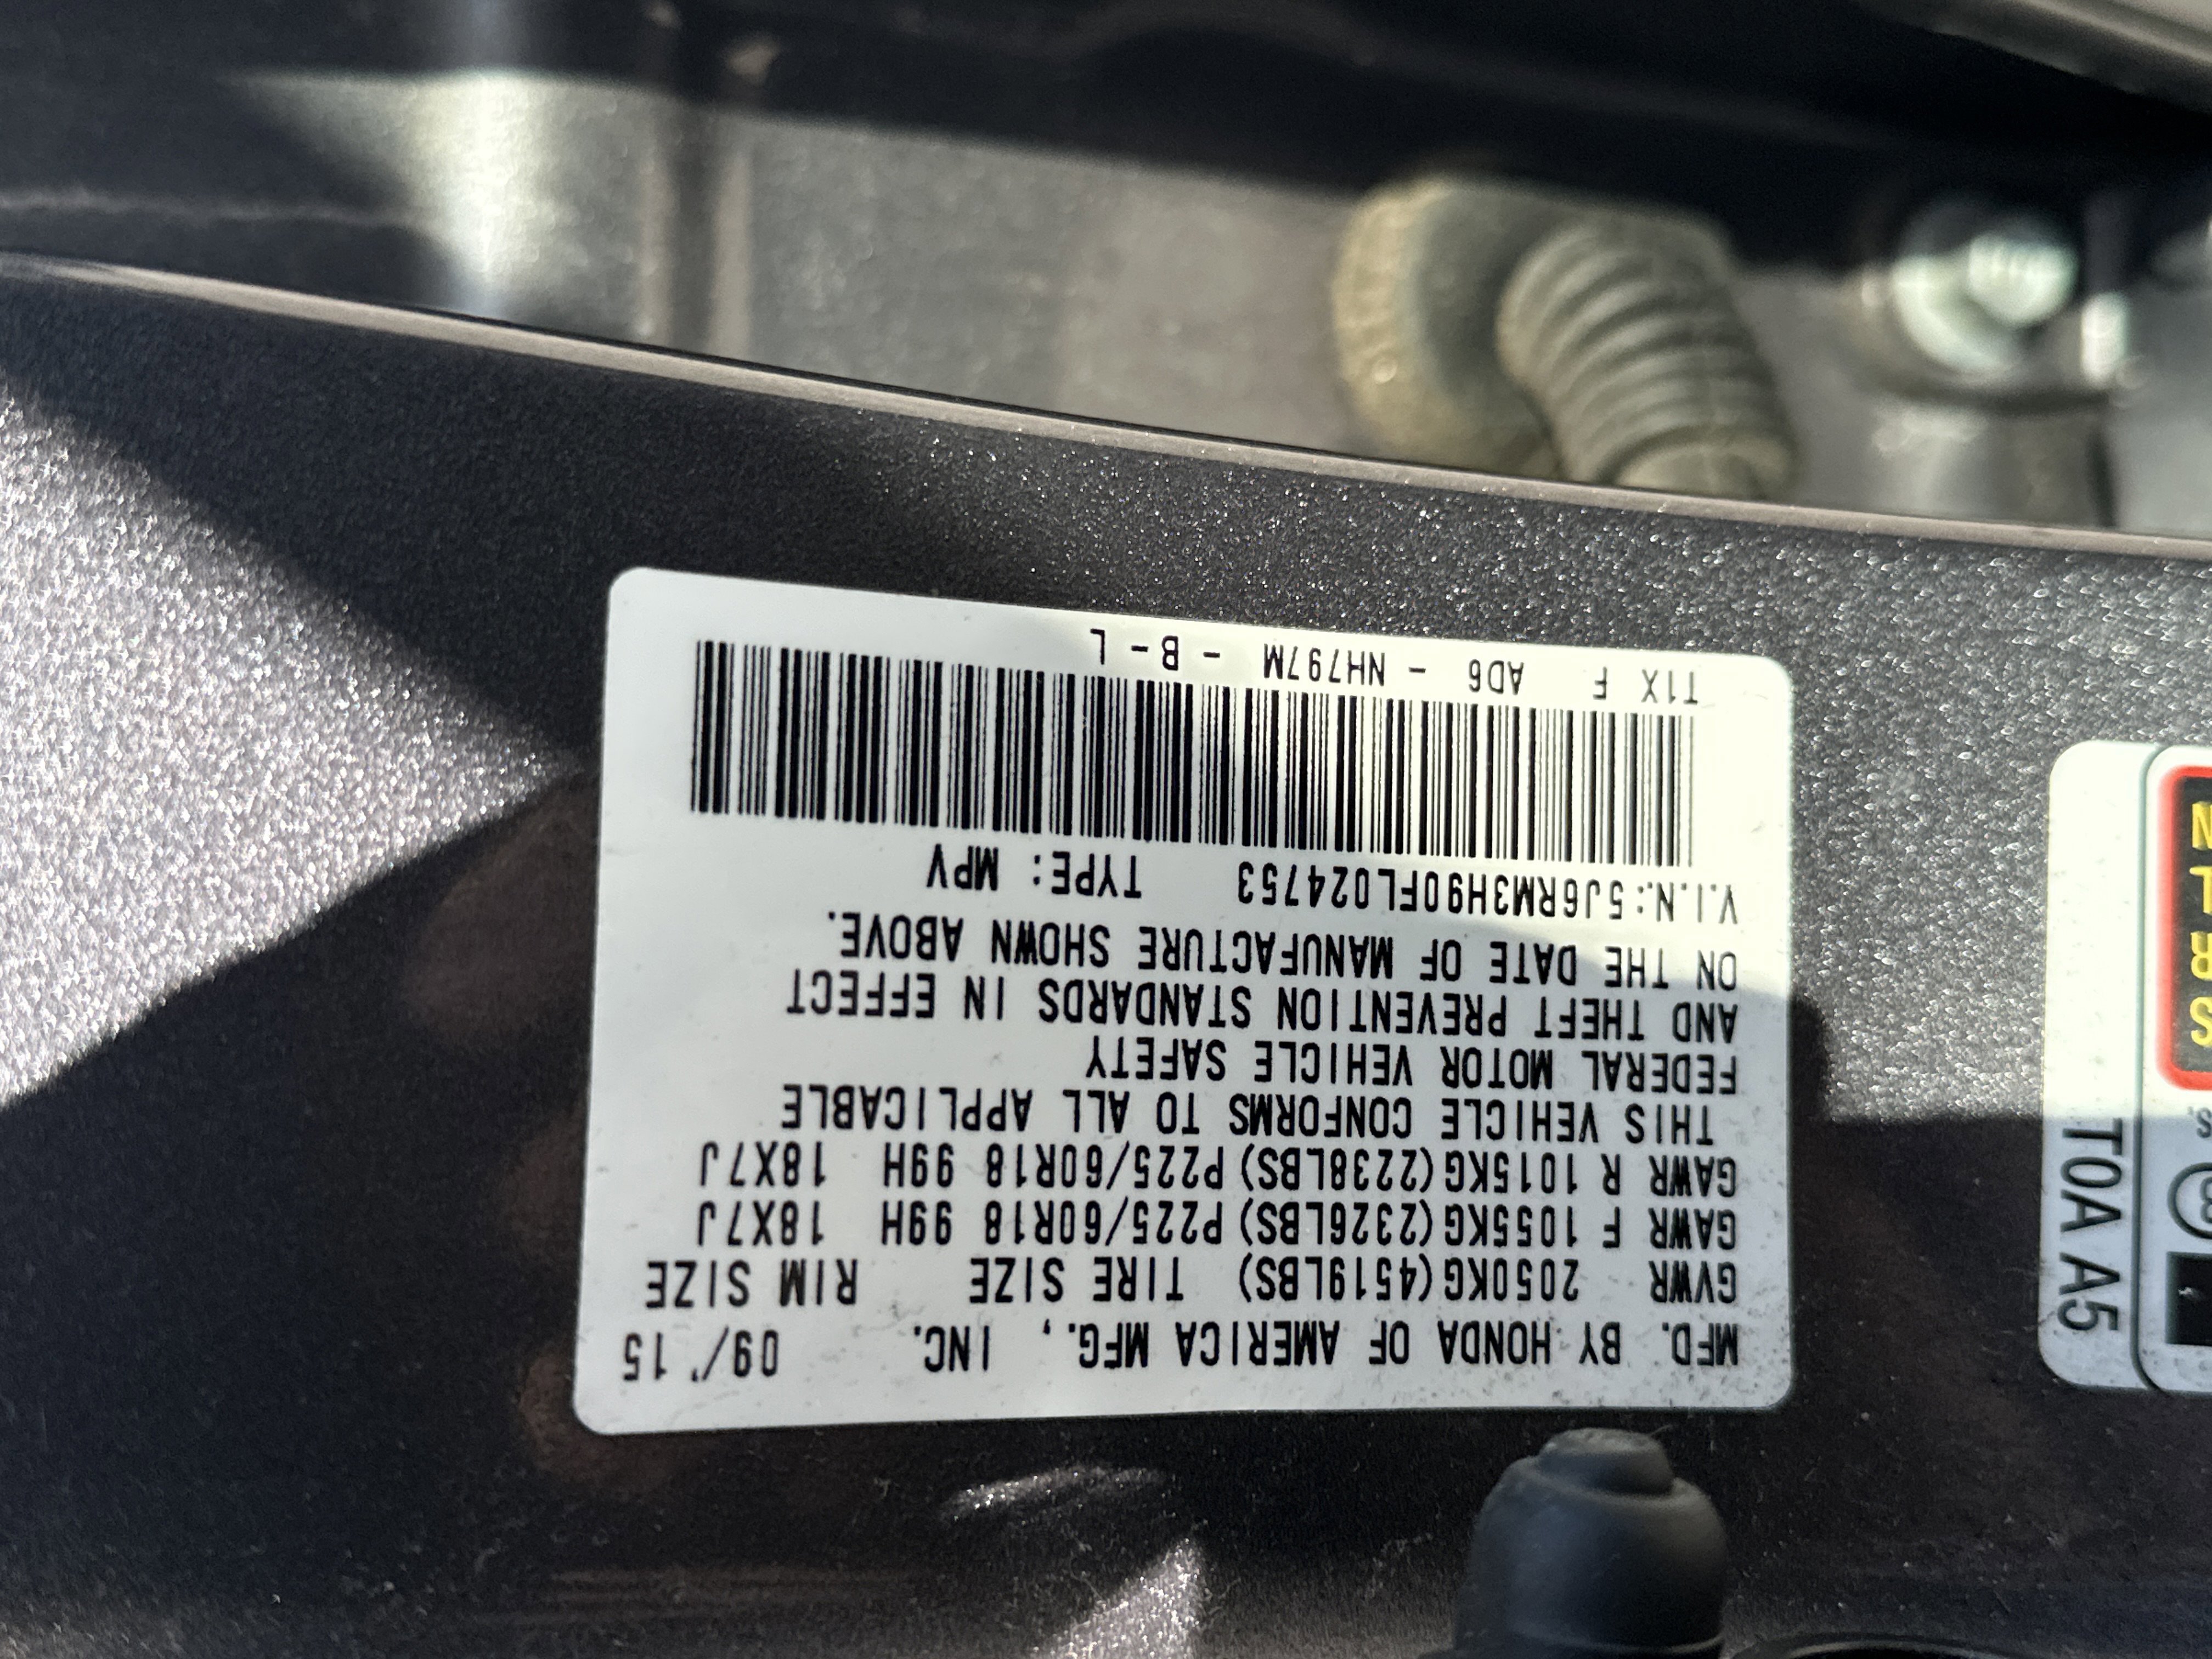 MFD. BY HONDA OF AMERICA MFG., INC. 09/'15
GVWR 2050KG(4519LBS) TIRE SIZE RIM SIZE
GAWR F 1055KG(2326LBS) P225/60R18 99H 18X7J
GAWR R 1015KG(2238LBS) P225/60R18 99H 18X7J
THIS VEHICLE CONFORMS TO ALL APPLICABLE
FEDERAL MOTOR VEHICLE SAFETY
AND THEFT PREVENTION STANDARDS IN EFFECT
ON THE DATE OF MANUFACTURE SHOWN ABOVE.
V.I.N.:5J6RM3H90FL024753 TYPE: MPV
T1X F AD6 - NH797M - B - L
T0A A5